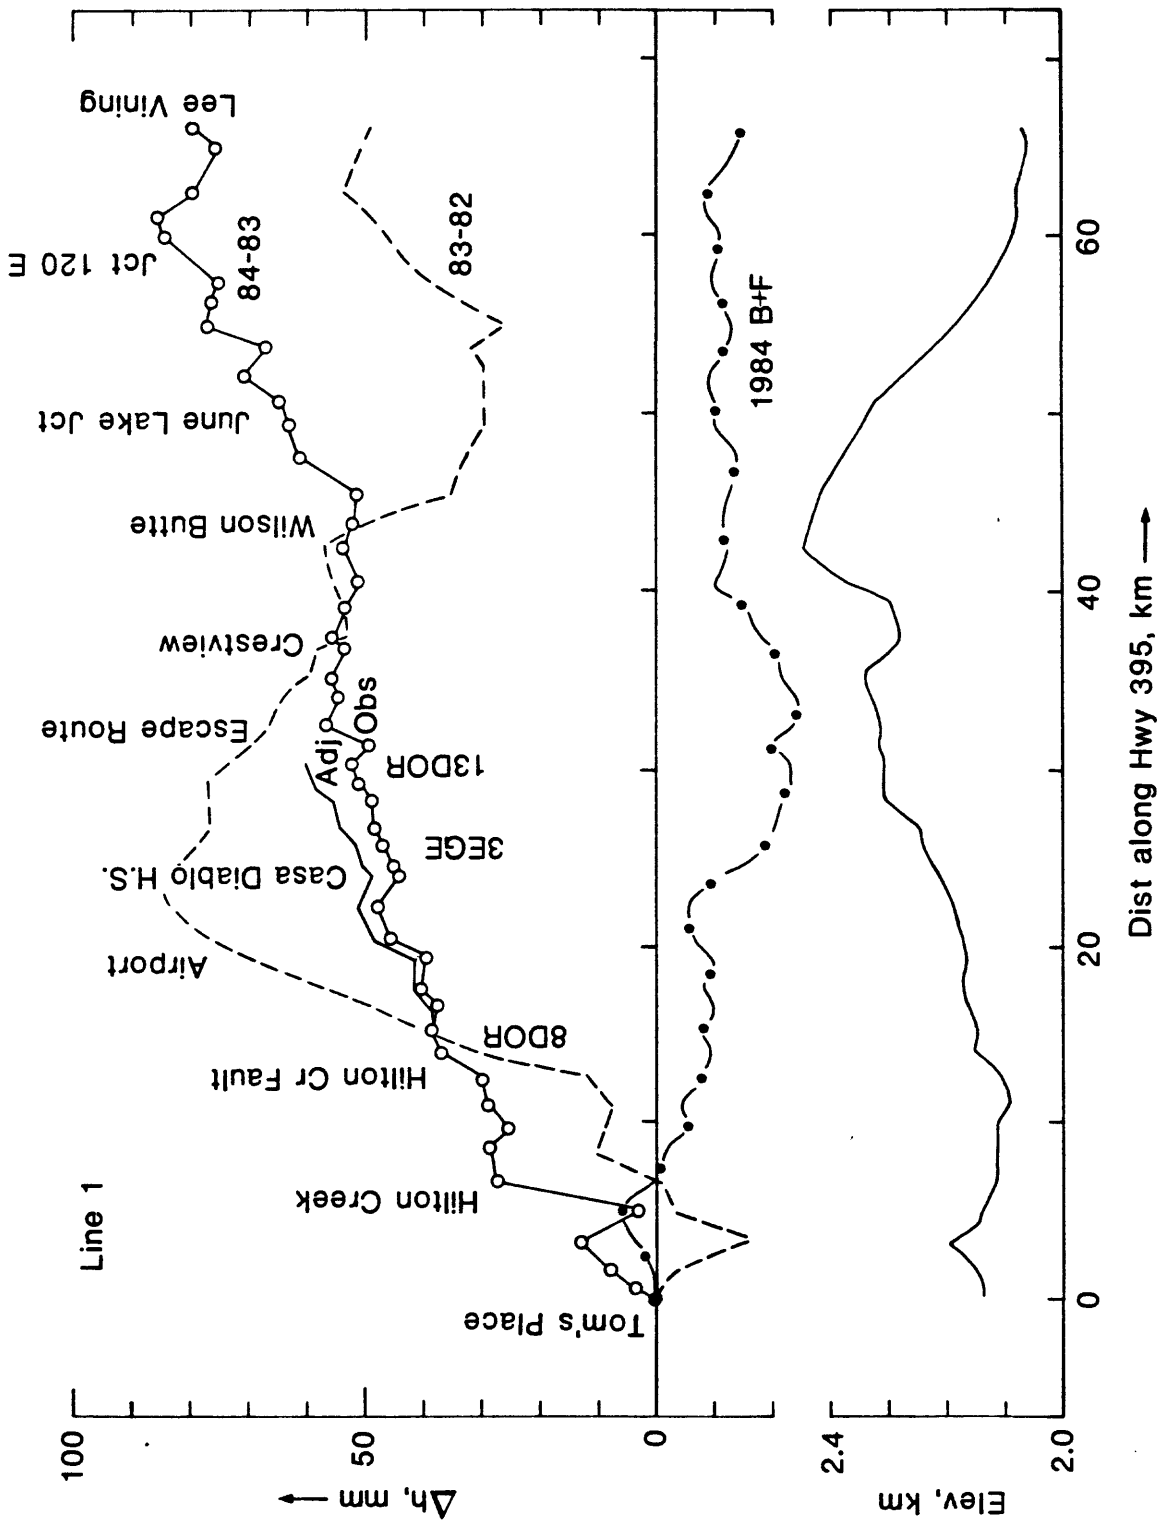 Line 1
100
50
0
2.4
2.0
Δh, mm
Elev, km
Tom's Place
Hilton Creek
Hilton Cr Fault
8DOR
Airport
Casa Diablo H.S.
3EGE
13DOR
Adj
Obs
Escape Route
Crestview
Wilson Butte
June Lake Jct
Jct 120 E
Lee Vining
84-83
83-82
1984 B+F
0
20
40
60
Dist along Hwy 395, km